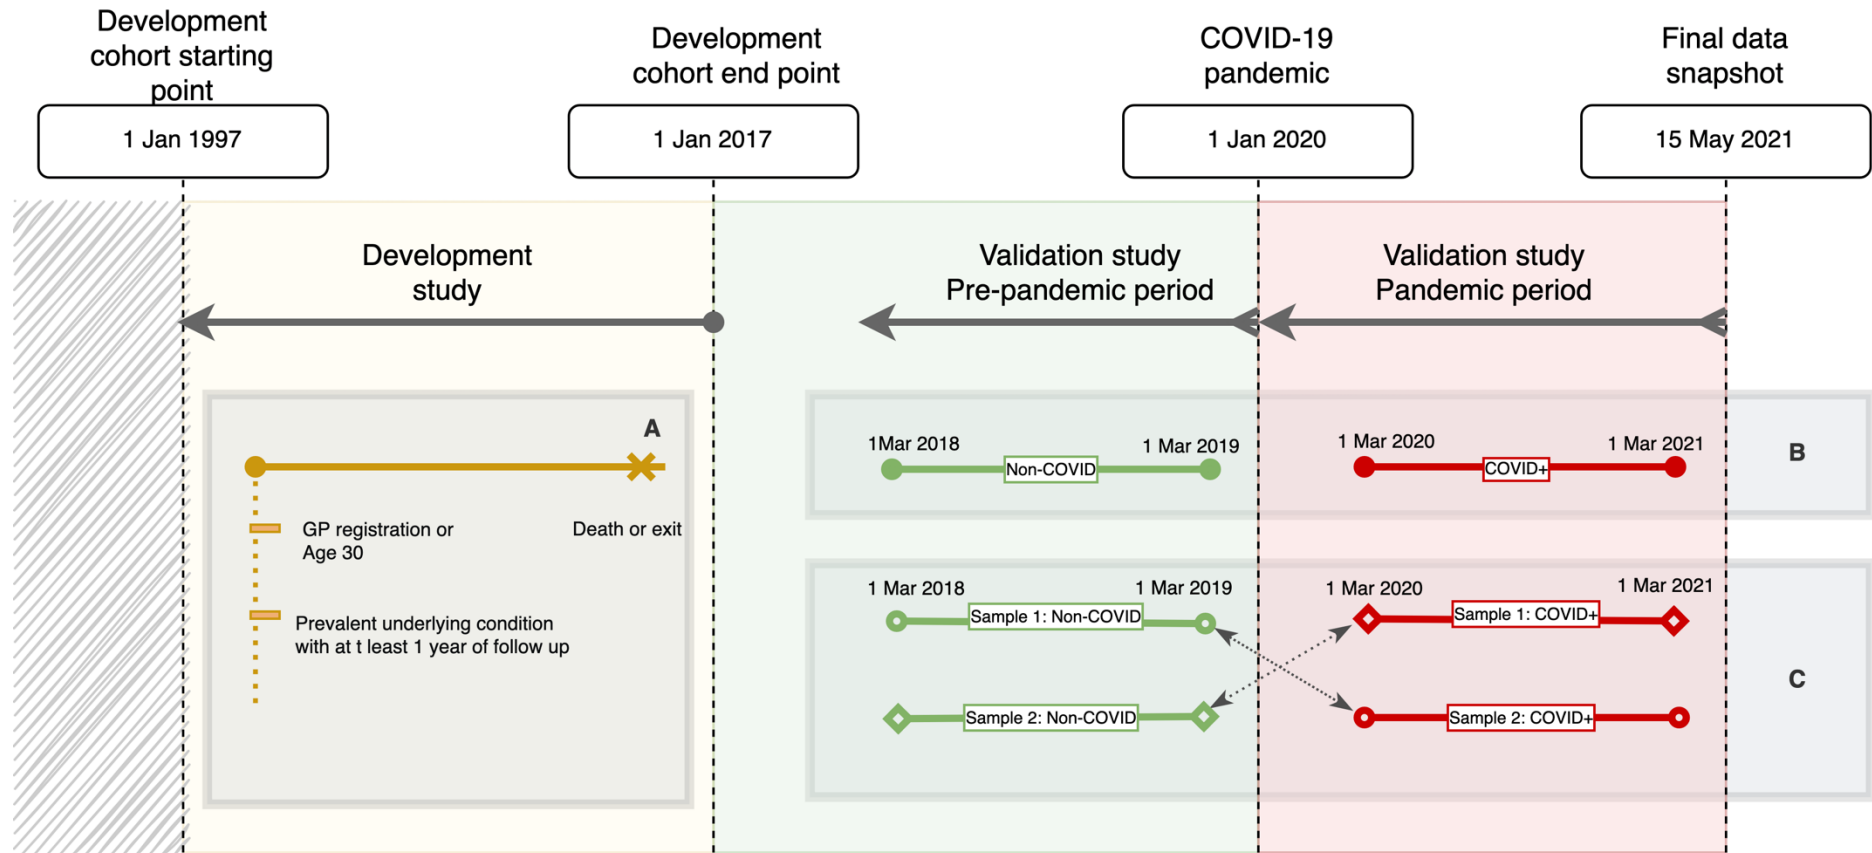 Development
cohort starting
point
1 Jan 1997
Development
cohort end point
1 Jan 2017
COVID-19
pandemic
1 Jan 2020
Final data
snapshot
15 May 2021
Development
study
Validation study
Pre-pandemic period
Validation study
Pandemic period
A
GP registration or
Age 30
Death or exit
Prevalent underlying condition
with at t least 1 year of follow up
1Mar 2018
1 Mar 2019
Non-COVID
1 Mar 2020
1 Mar 2021
COVID+
B
1 Mar 2018
1 Mar 2019
Sample 1: Non-COVID
1 Mar 2020
1 Mar 2021
Sample 1: COVID+
Sample 2: Non-COVID
Sample 2: COVID+
C